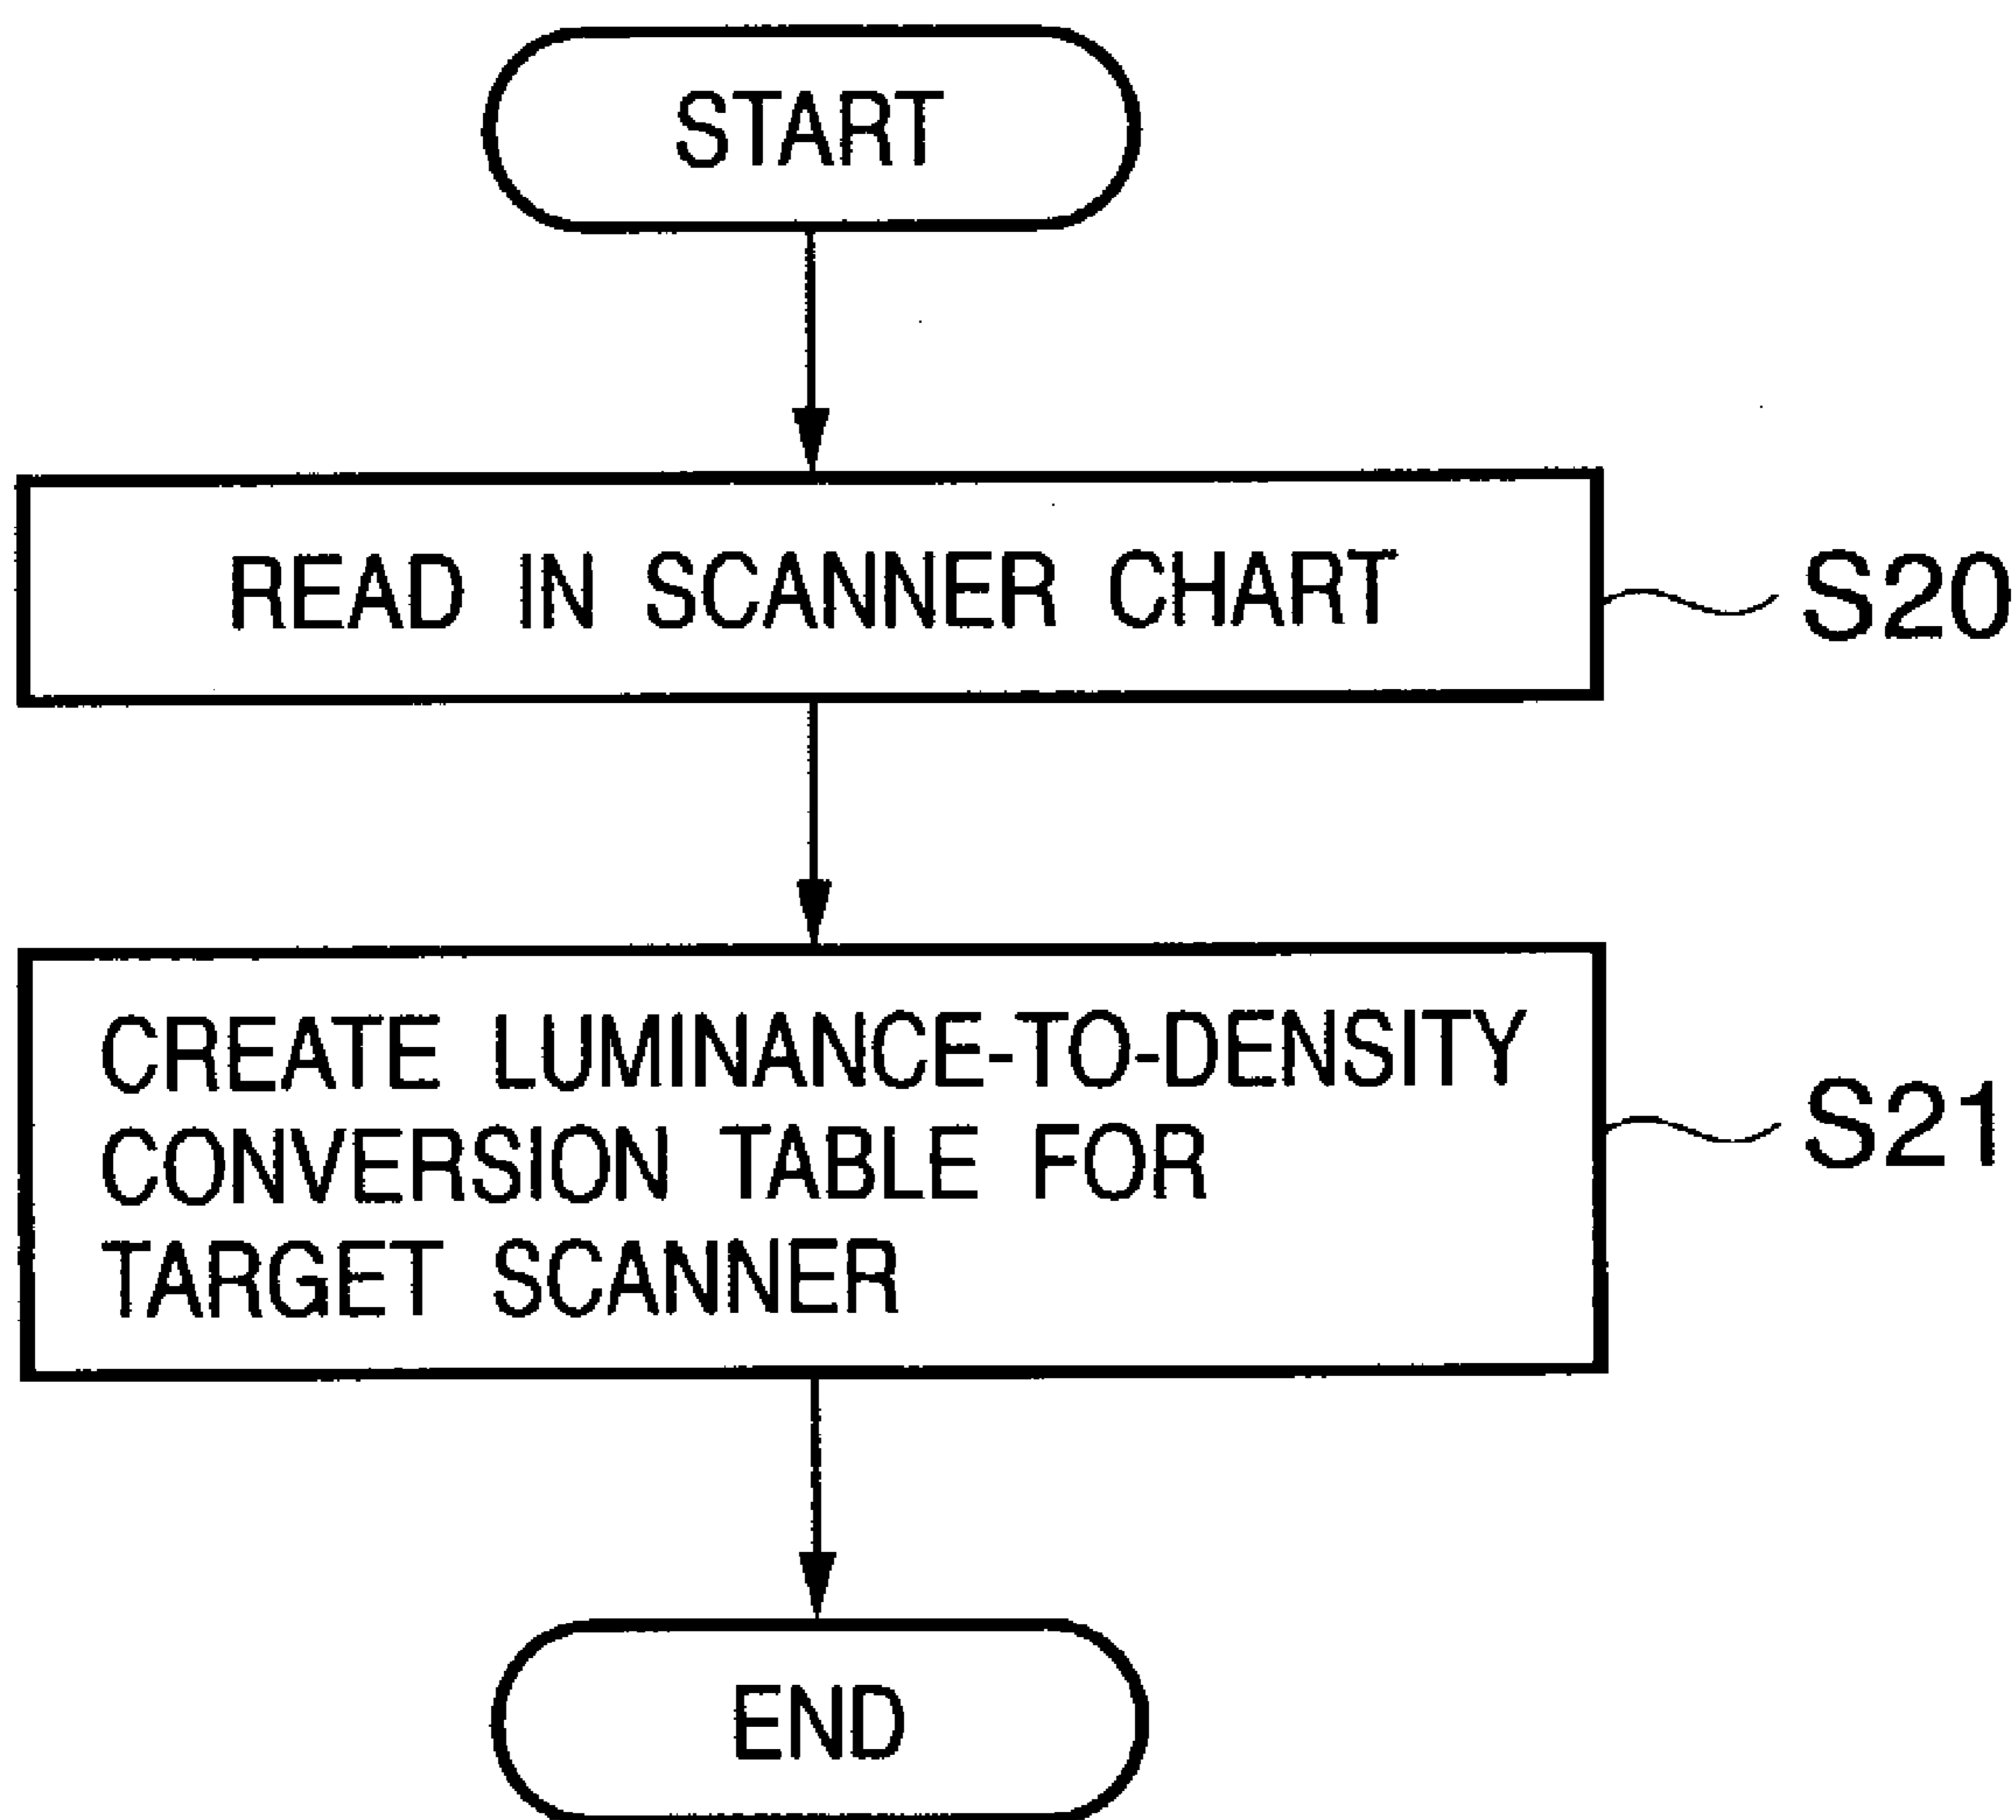 START
READ IN SCANNER CHART
S20
CREATE LUMINANCE-TO-DENSITY
CONVERSION TABLE FOR
TARGET SCANNER
S21
END